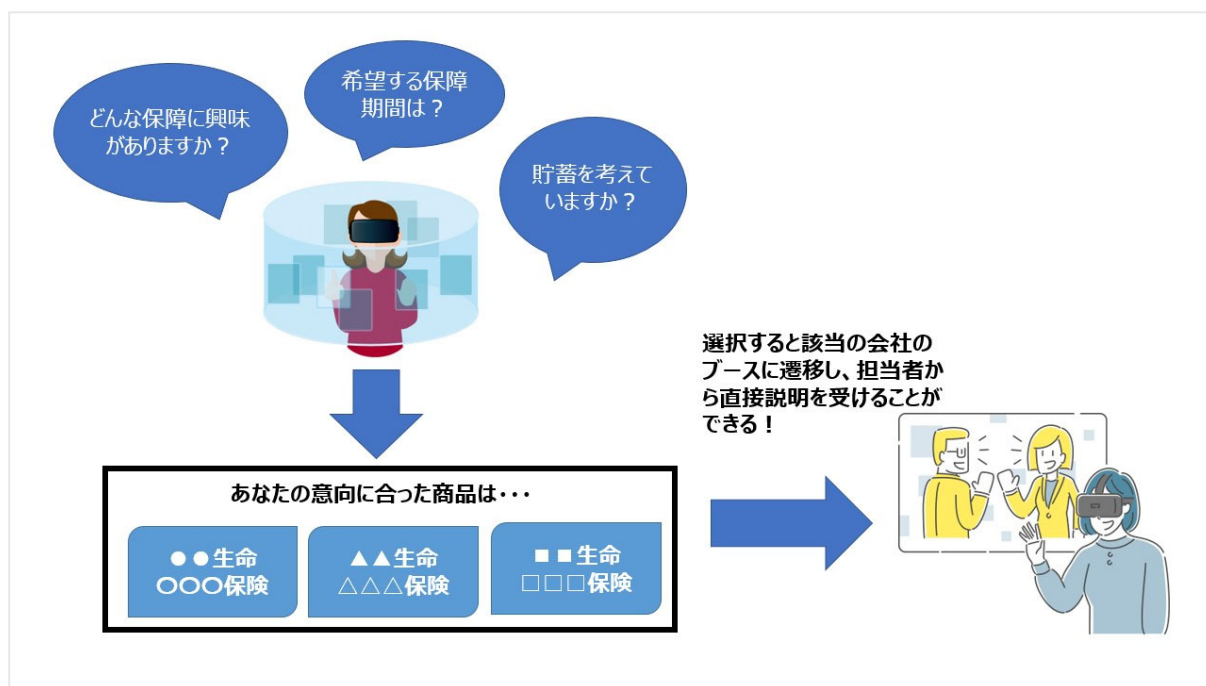 どんな保障に興味
がありますか？
希望する保障
期間は？
貯蓄を考えて
いますか？
選択すると該当の会社の
ブースに遷移し、担当者か
ら直接説明を受けることが
できる！
あなたの意向に合った商品は・・・
●●生命
〇〇〇保険
▲▲生命
△△△保険
■■生命
□□□保険